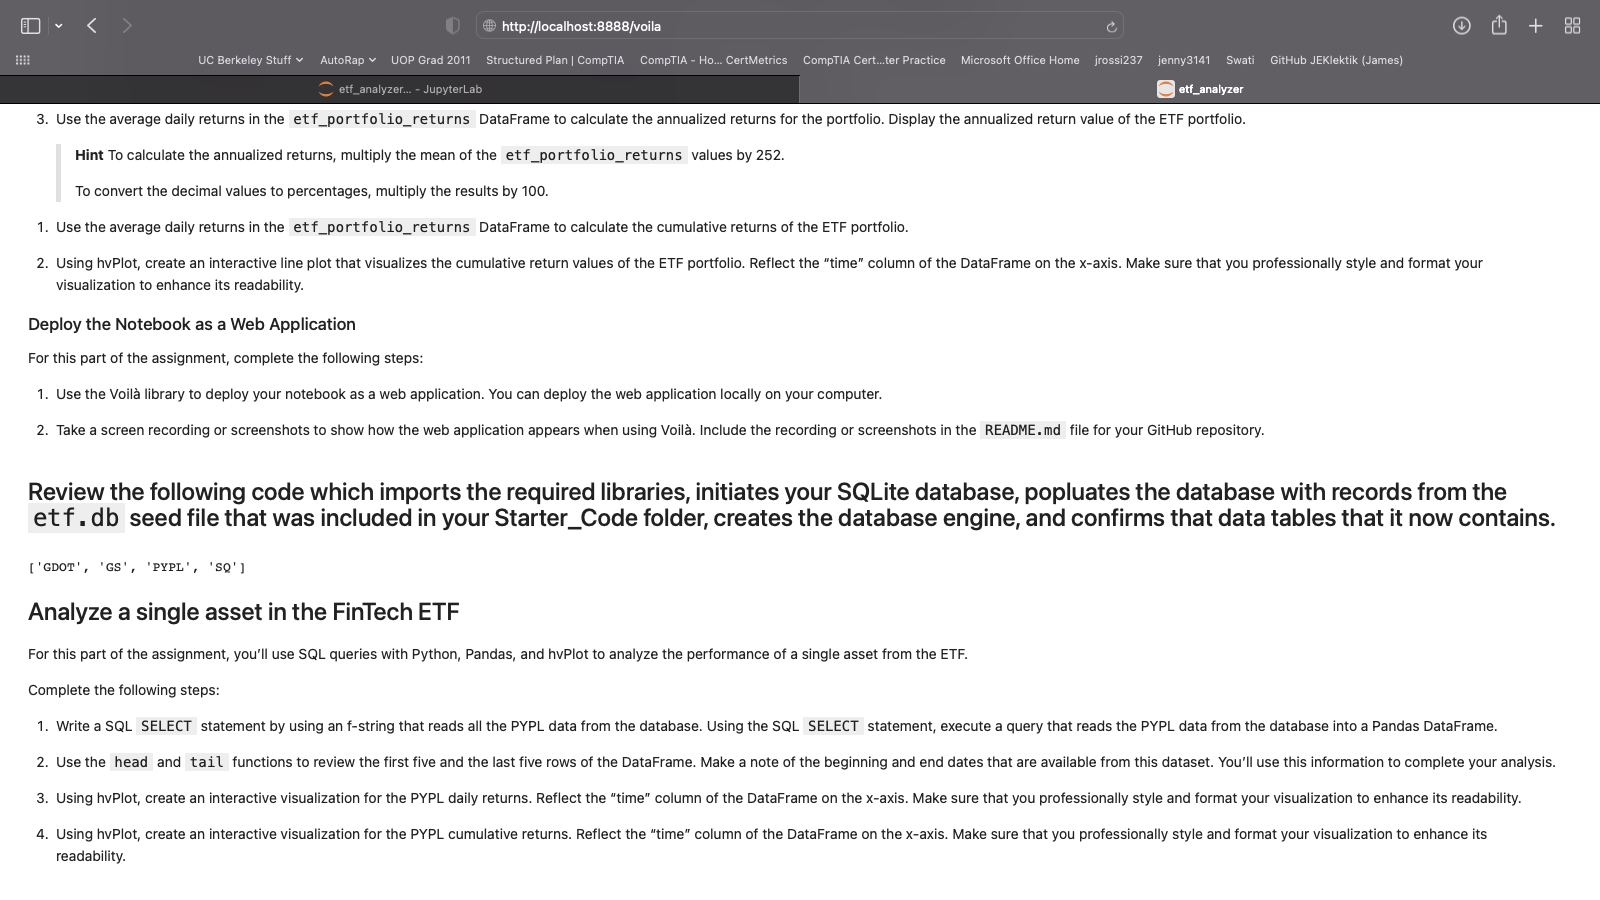 http://localhost:8888/voila
UC Berkeley Stuff AutoRap UOP Grad 2011 Structured Plan | CompTIA CompTIA - Ho... CertMetrics CompTIA Cert...ter Practice Microsoft Office Home jrossi237 jenny3141 Swati GitHub JEKlektik (James)
etf_analyzer... - JupyterLab etf_analyzer
3. Use the average daily returns in the etf_portfolio_returns DataFrame to calculate the annualized returns for the portfolio. Display the annualized return value of the ETF portfolio.
Hint To calculate the annualized returns, multiply the mean of the etf_portfolio_returns values by 252.
To convert the decimal values to percentages, multiply the results by 100.
1. Use the average daily returns in the etf_portfolio_returns DataFrame to calculate the cumulative returns of the ETF portfolio.
2. Using hvPlot, create an interactive line plot that visualizes the cumulative return values of the ETF portfolio. Reflect the “time” column of the DataFrame on the x-axis. Make sure that you professionally style and format your
visualization to enhance its readability.
Deploy the Notebook as a Web Application
For this part of the assignment, complete the following steps:
1. Use the Voilà library to deploy your notebook as a web application. You can deploy the web application locally on your computer.
2. Take a screen recording or screenshots to show how the web application appears when using Voilà. Include the recording or screenshots in the README.md file for your GitHub repository.
Review the following code which imports the required libraries, initiates your SQLite database, popluates the database with records from the
etf.db seed file that was included in your Starter_Code folder, creates the database engine, and confirms that data tables that it now contains.
['GDOT', 'GS', 'PYPL', 'SQ']
Analyze a single asset in the FinTech ETF
For this part of the assignment, you’ll use SQL queries with Python, Pandas, and hvPlot to analyze the performance of a single asset from the ETF.
Complete the following steps:
1. Write a SQL SELECT statement by using an f-string that reads all the PYPL data from the database. Using the SQL SELECT statement, execute a query that reads the PYPL data from the database into a Pandas DataFrame.
2. Use the head and tail functions to review the first five and the last five rows of the DataFrame. Make a note of the beginning and end dates that are available from this dataset. You’ll use this information to complete your analysis.
3. Using hvPlot, create an interactive visualization for the PYPL daily returns. Reflect the “time” column of the DataFrame on the x-axis. Make sure that you professionally style and format your visualization to enhance its readability.
4. Using hvPlot, create an interactive visualization for the PYPL cumulative returns. Reflect the “time” column of the DataFrame on the x-axis. Make sure that you professionally style and format your visualization to enhance its
readability.